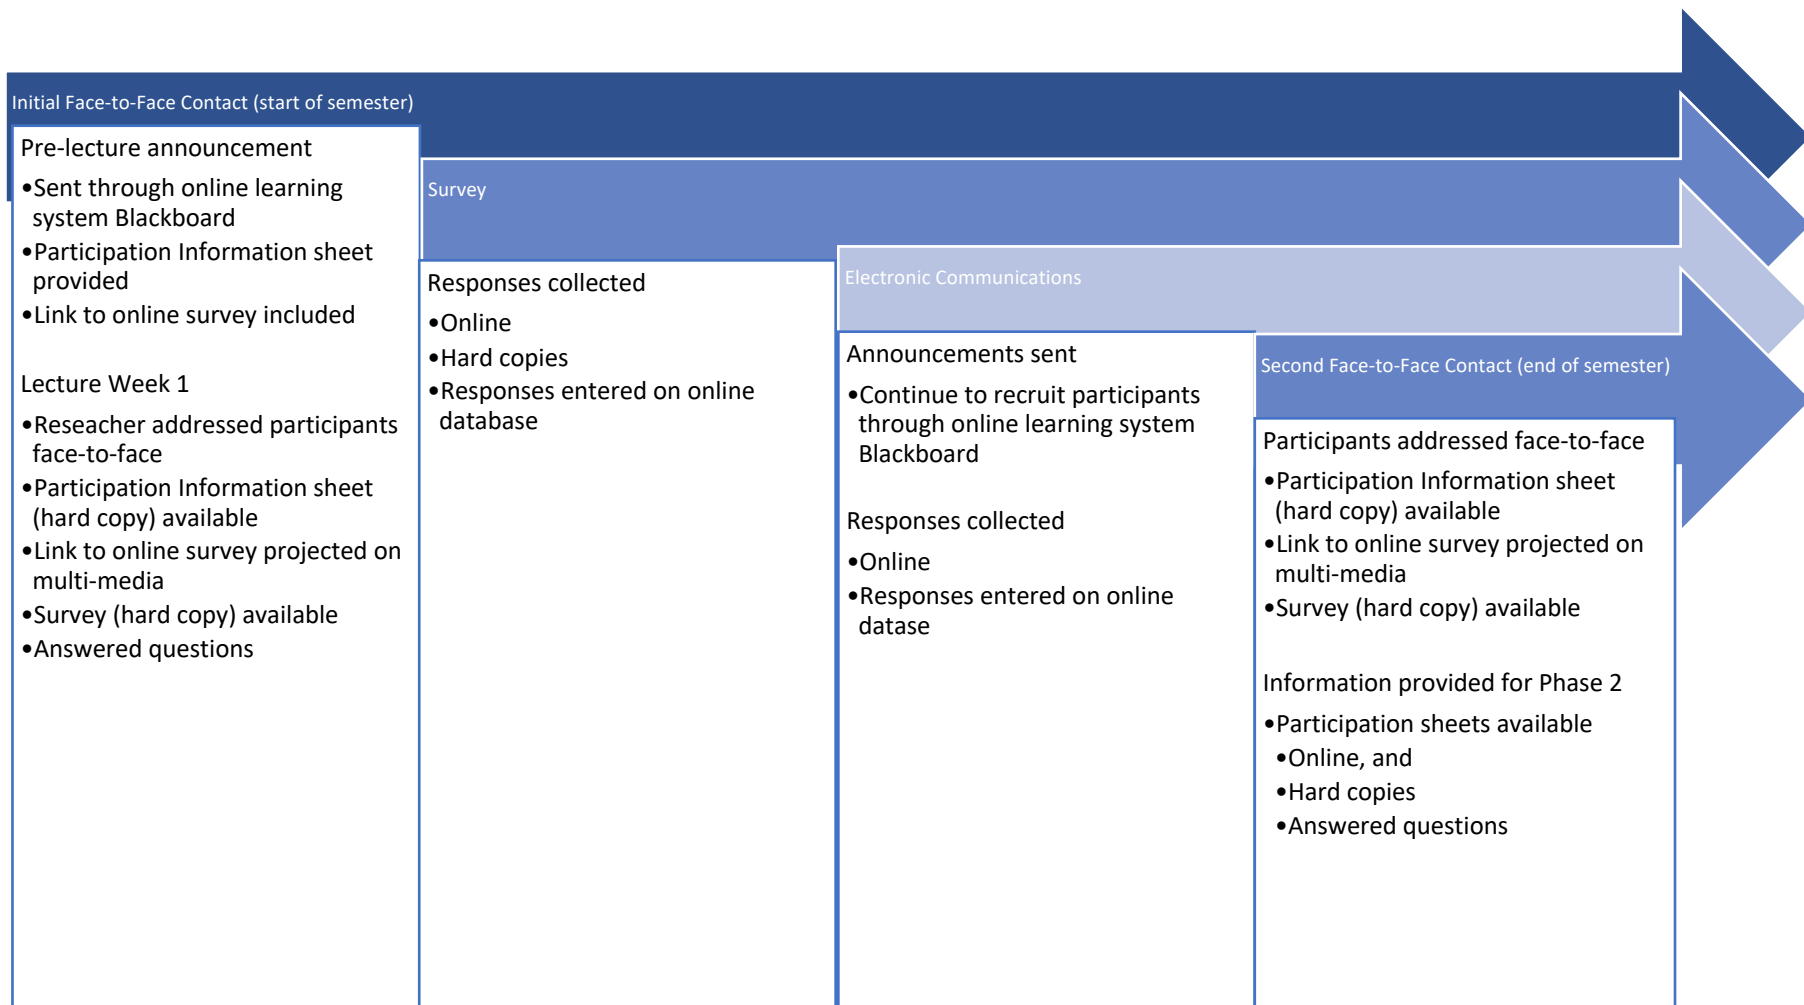 Initial Face-to-Face Contact (start of semester)
Pre-lecture announcement
•Sent through online learning
system Blackboard
•Participation Information sheet
provided
•Link to online survey included
Lecture Week 1
•Reseacher addressed participants
face-to-face
•Participation Information sheet
(hard copy) available
•Link to online survey projected on
multi-media
•Survey (hard copy) available
•Answered questions
Survey
Responses collected
•Online
•Hard copies
•Responses entered on online
database
Electronic Communications
Announcements sent
•Continue to recruit participants
through online learning system
Blackboard
Responses collected
•Online
•Responses entered on online
datase
Second Face-to-Face Contact (end of semester)
Participants addressed face-to-face
•Participation Information sheet
(hard copy) available
•Link to online survey projected on
multi-media
•Survey (hard copy) available
Information provided for Phase 2
•Participation sheets available
•Online, and
•Hard copies
•Answered questions